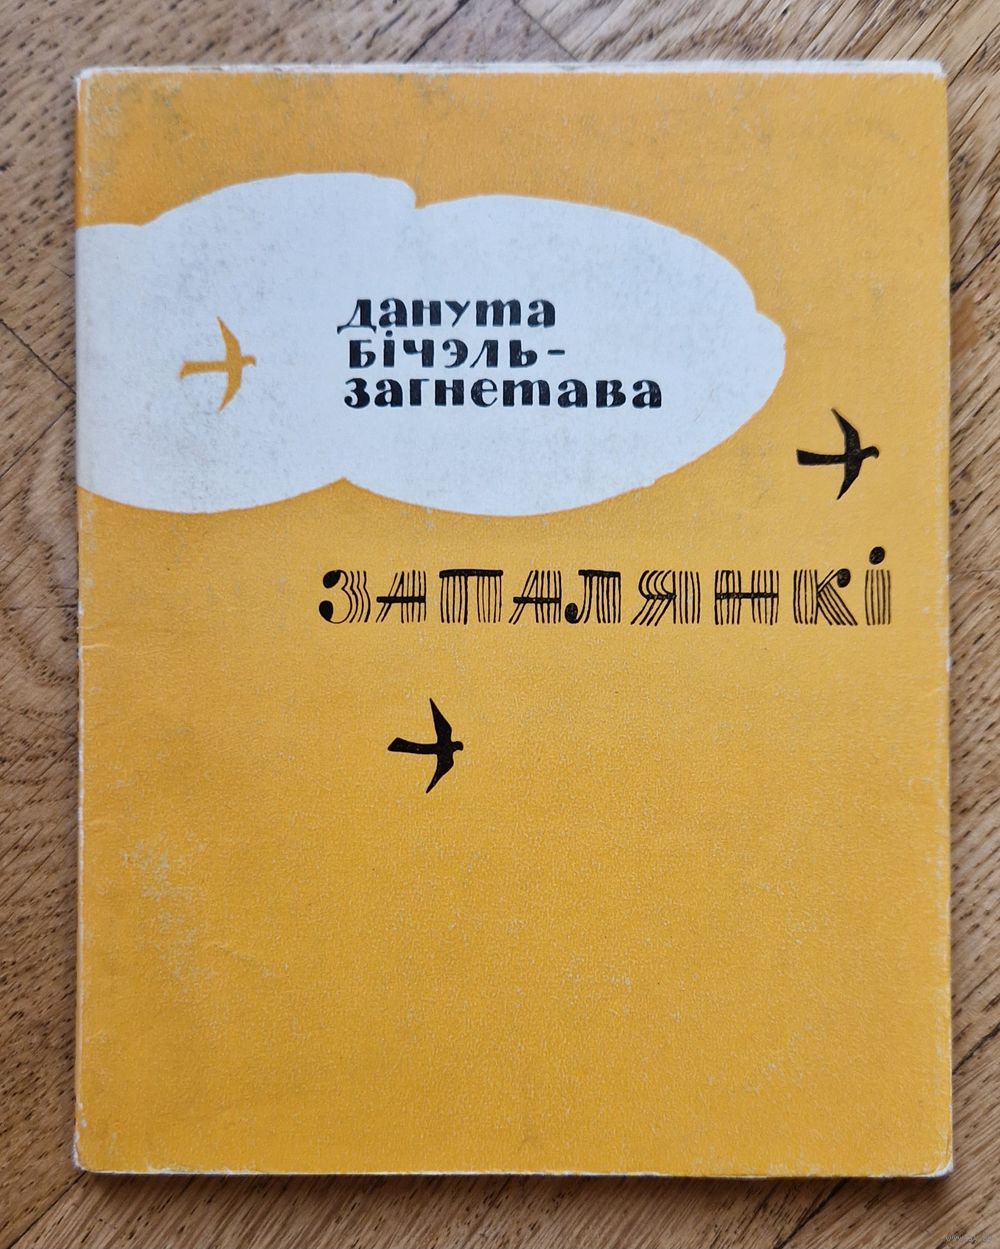 данута
бічэль-
загнетава
ЗАПАЛЯНКІ